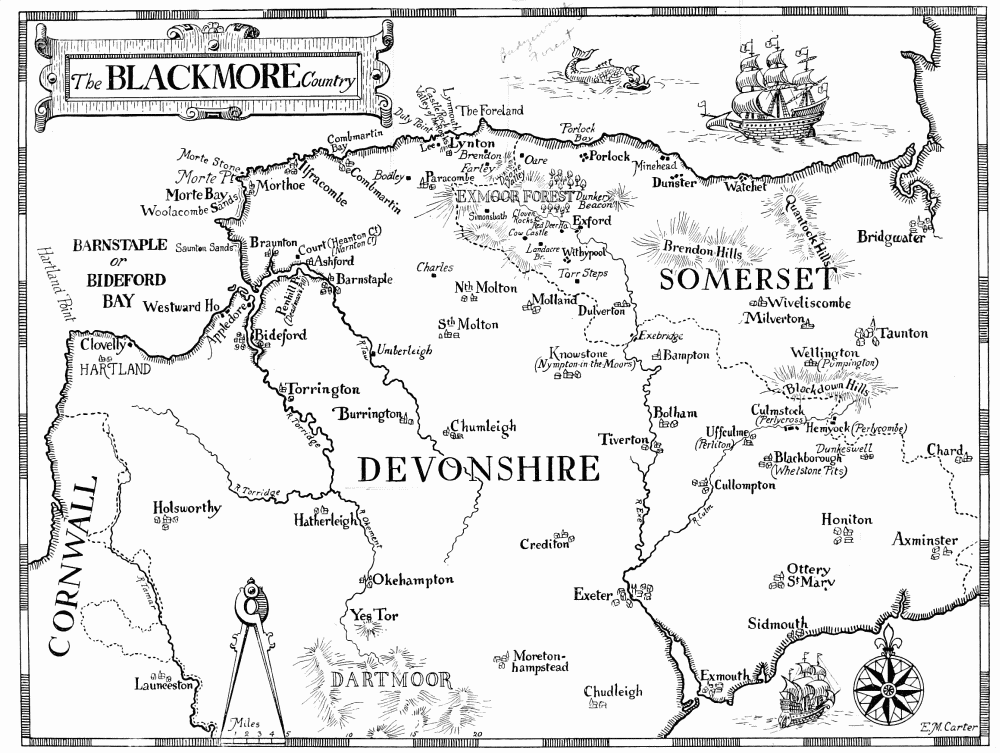 The BLACKMORE Country
The Foreland
Lynmouth
Castle Rock
Duty Point
Lee
Lynton
Combmartin
Bay
Porlock
Bay
Brendon
Oare
Porlock
Minehead
Morte Stone
Morte Pt
Morthoe
Ilfracombe
Combmartin
Bodley
Paracombe
Farley
Dunster
Watchet
Morte Bay
Woolacombe Sands
EXMOOR FOREST
Dunkery
Beacon
Simonsbath
Cloven
Rocks
Red Deer Ho.
Cow Castle
Exford
Quantock Hills
Bridgwater
BARNSTAPLE
or
BIDEFORD
BAY
Saunton Sands
Braunton
Court (Heanton Ct)
(Narnton Ct)
Ashford
Landacre
Br.
Withypool
Brendon Hills
SOMERSET
Hartland Point
Barnstaple
Charles
Tarr Steps
Penhill
Westward Ho
Appledore
Nth Molton
Molland
Dulverton
Wiveliscombe
Milverton
Sth Molton
Taunton
Clovelly
HARTLAND
Bideford
R. Taw
Umberleigh
Exebridge
Knowstone
(Nympton-in the Moors)
Bampton
Wellington
(Pumpington)
Torrington
Blackdown Hills
Burrington
R. Torridge
Chumleigh
Bolham
Culmstock
(Perlycross)
Hemyock (Perlycombe)
Tiverton
Uffculme
(Perliton)
Dunkeswell
Blackborough
(Whetstone Pits)
Chard
DEVONSHIRE
Cullompton
R. Torridge
Holsworthy
Hatherleigh
R. Okement
R. Exe
R. Culm
CORNWALL
Honiton
Crediton
Axminster
R. Tamar
Okehampton
Ottery
St Mary
Exeter
Yes Tor
Sidmouth
Moreton-
hampstead
DARTMOOR
Launceston
Chudleigh
Exmouth
Miles
1 2 3 4 5 10 15 20
E.M. Carter